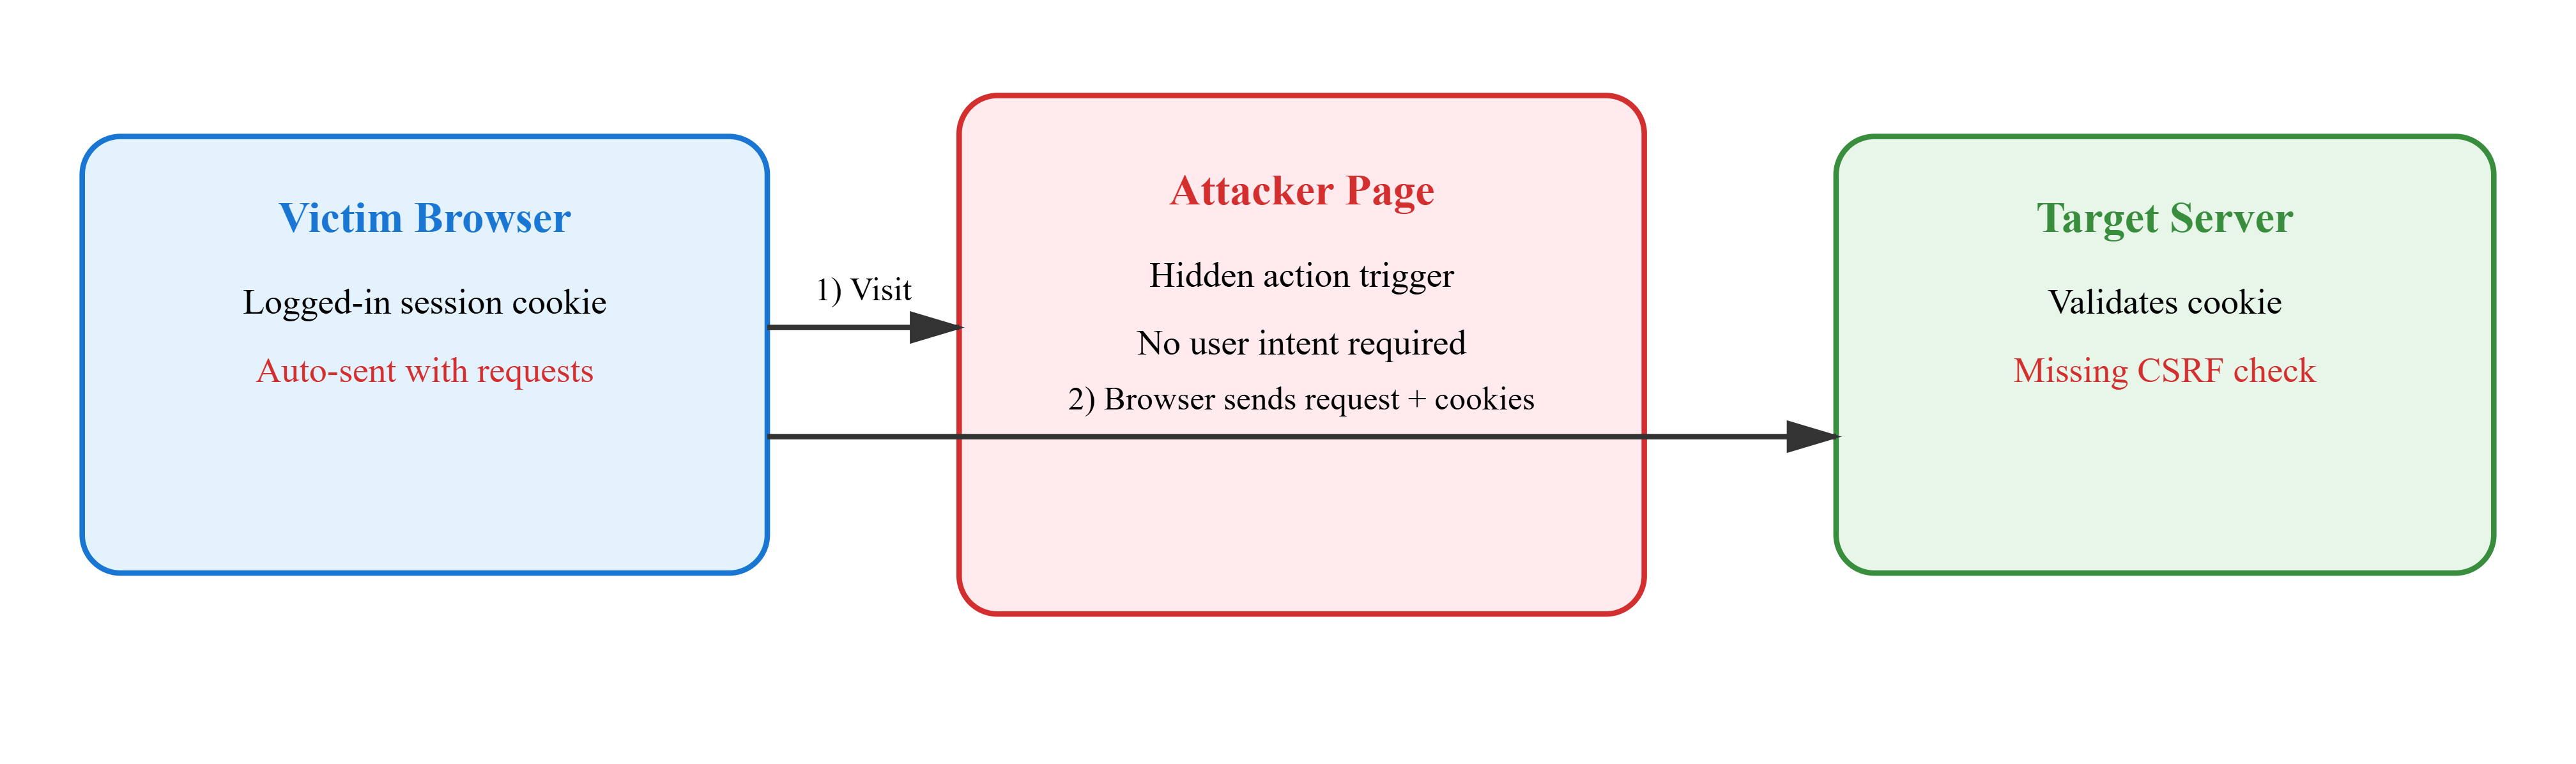 Victim Browser
Logged-in session cookie
Auto-sent with requests
1) Visit
Attacker Page
Hidden action trigger
No user intent required
2) Browser sends request + cookies
Target Server
Validates cookie
Missing CSRF check